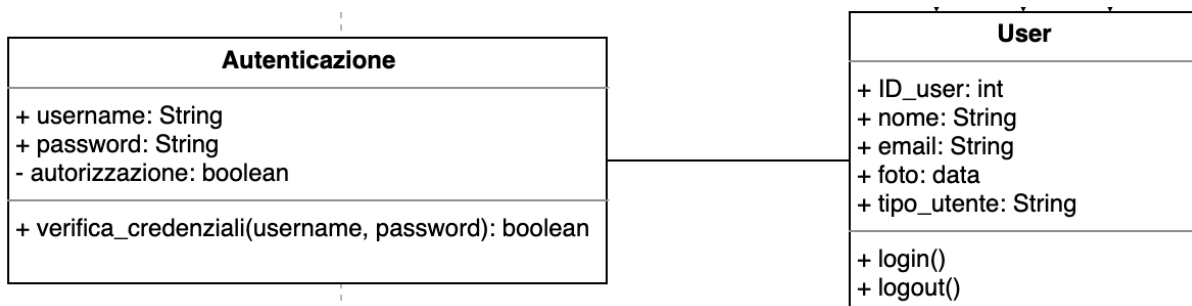 Autenticazione
+ username: String
+ password: String
- autorizzazione: boolean
+ verifica_credenziali(username, password): boolean
User
+ ID_user: int
+ nome: String
+ email: String
+ foto: data
+ tipo_utente: String
+ login()
+ logout()